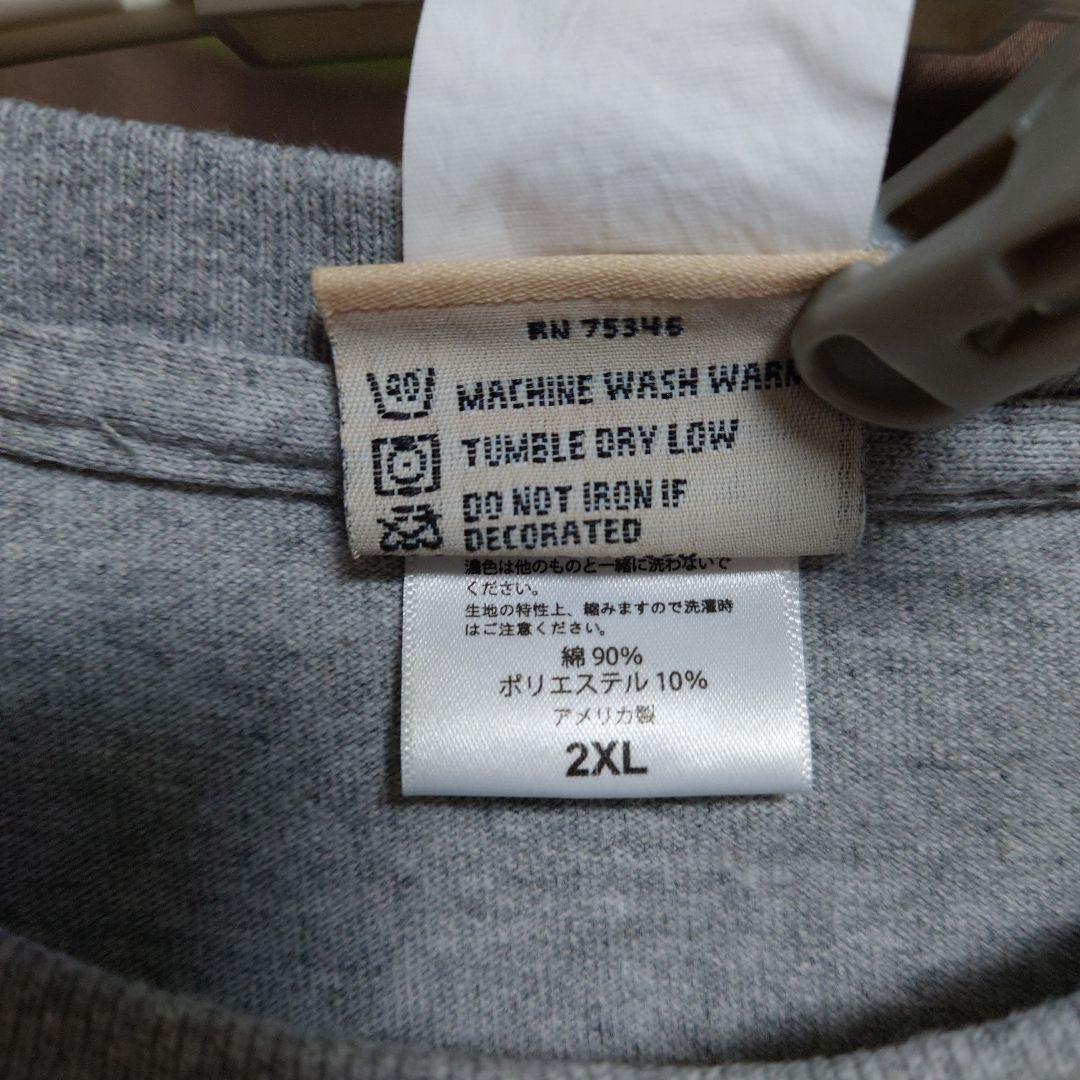 RN 75346
40 MACHINE WASH WARM
TUMBLE DRY LOW
DO NOT IRON IF
DECORATED
濃色は他のものと一緒に洗わないで
ください。
生地の特性上、縮みますので洗濯時
はご注意ください。
綿 90%
ポリエステル 10%
アメリカ製
2XL